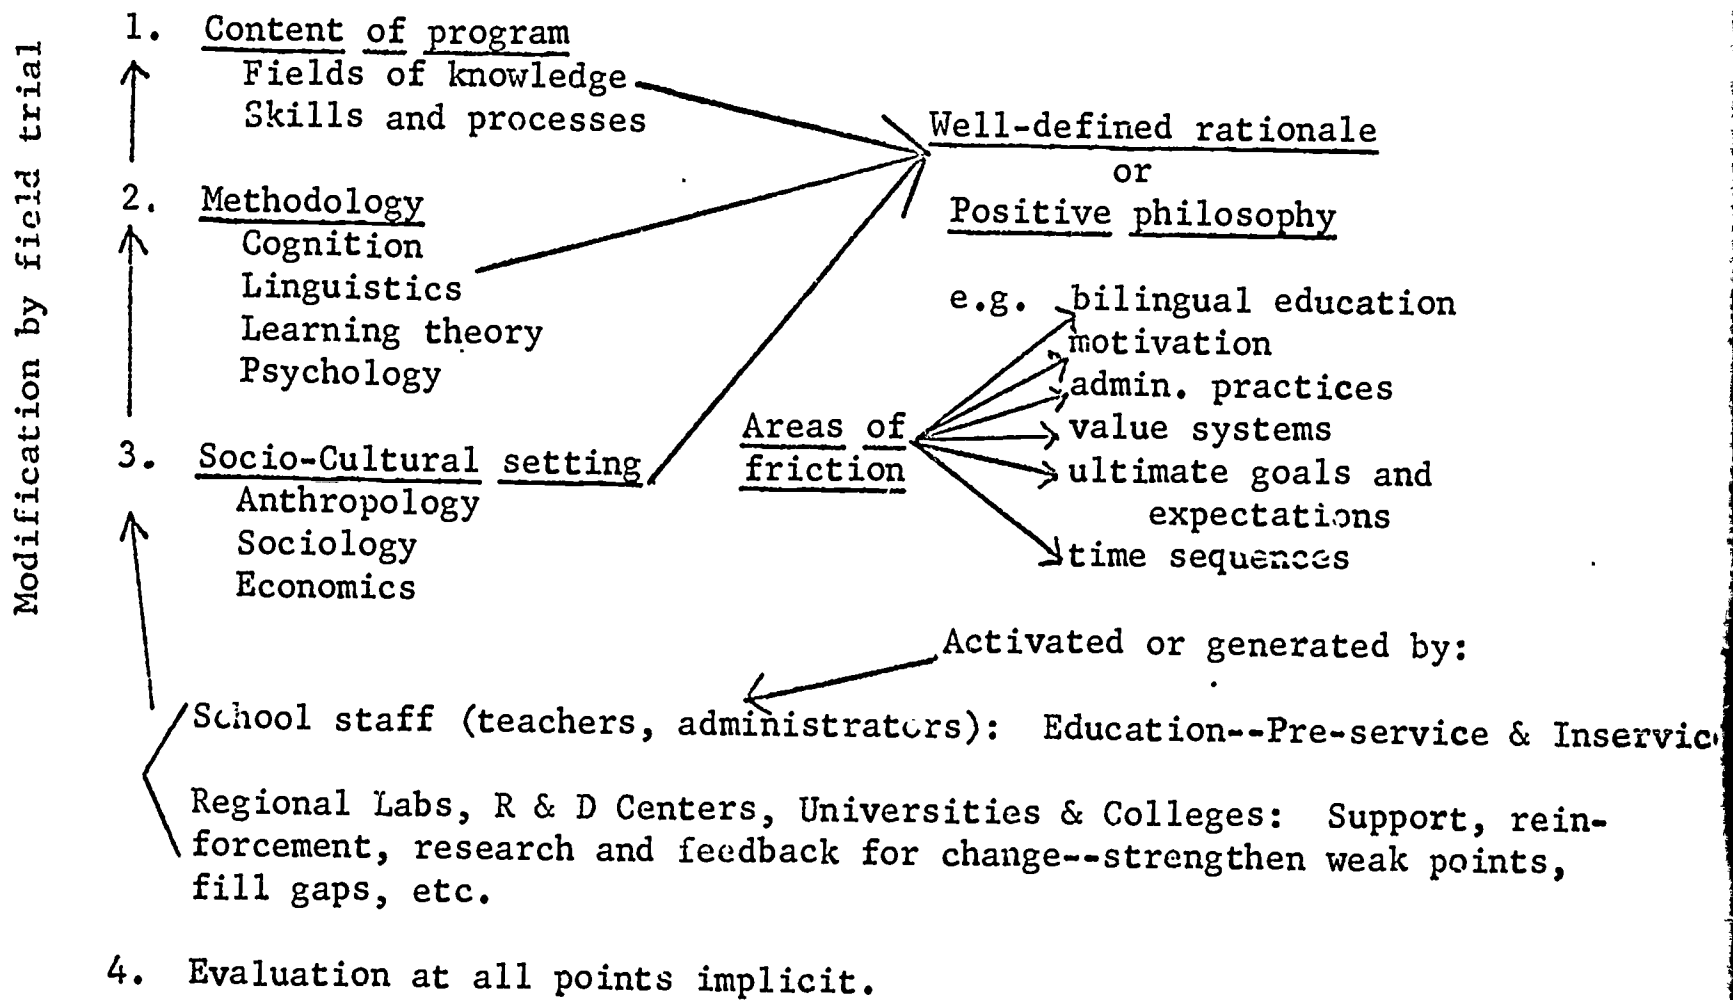 Modification by field trial
1. Content of program
Fields of knowledge
Skills and processes
2. Methodology
Cognition
Linguistics
Learning theory
Psychology
3. Socio-Cultural setting
Anthropology
Sociology
Economics
Well-defined rationale
or
Positive philosophy
e.g. bilingual education
motivation
admin. practices
value systems
ultimate goals and
expectations
time sequences
Areas of
friction
Activated or generated by:
School staff (teachers, administrators): Education--Pre-service & Inservic
Regional Labs, R & D Centers, Universities & Colleges: Support, rein-
forcement, research and feedback for change--strengthen weak points,
fill gaps, etc.
4. Evaluation at all points implicit.